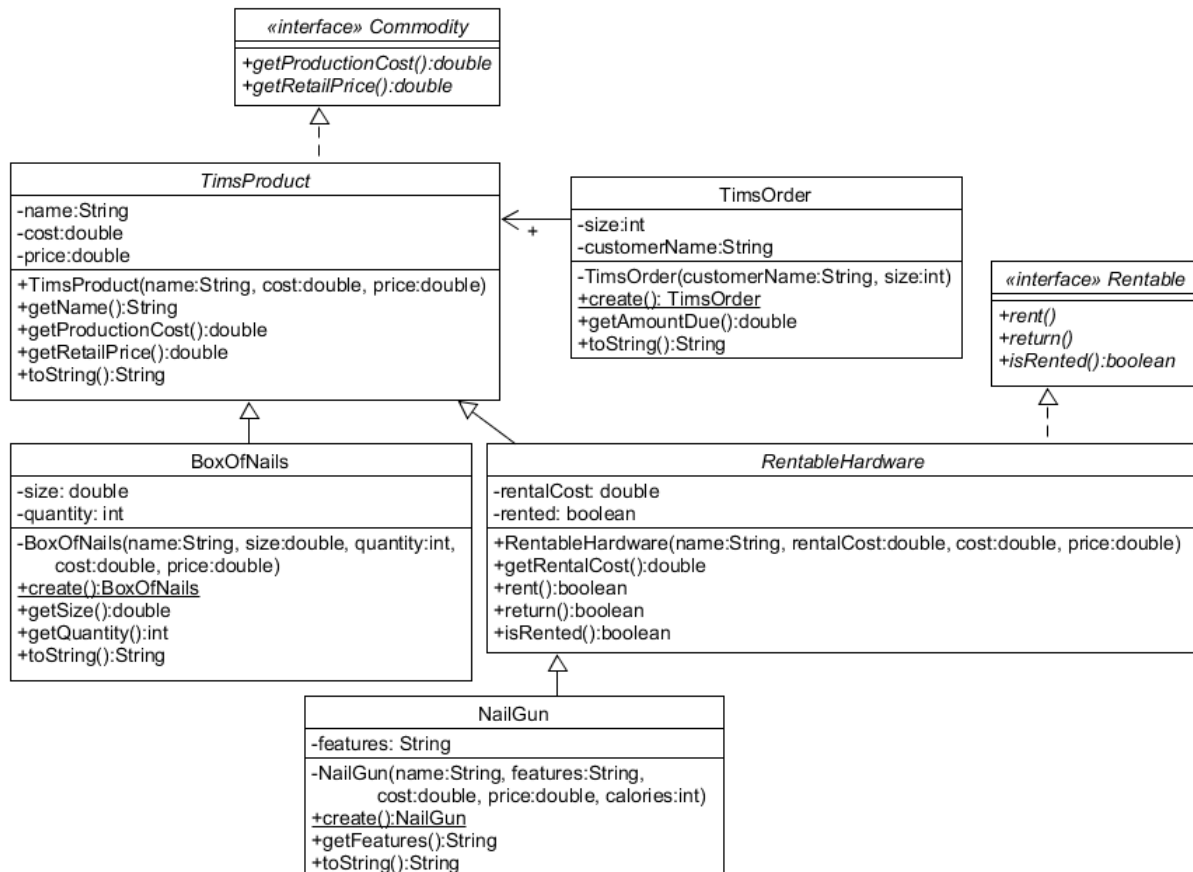 «interface» Commodity
+getProductionCost():double
+getRetailPrice():double
TimsProduct
-name:String
-cost:double
-price:double
+TimsProduct(name:String, cost:double, price:double)
+getName():String
+getProductionCost():double
+getRetailPrice():double
+toString():String
+
TimsOrder
-size:int
-customerName:String
-TimsOrder(customerName:String, size:int)
+create(): TimsOrder
+getAmountDue():double
+toString():String
«interface» Rentable
+rent()
+return()
+isRented():boolean
BoxOfNails
-size: double
-quantity: int
-BoxOfNails(name:String, size:double, quantity:int,
cost:double, price:double)
+create():BoxOfNails
+getSize():double
+getQuantity():int
+toString():String
RentableHardware
-rentalCost: double
-rented: boolean
+RentableHardware(name:String, rentalCost:double, cost:double, price:double)
+getRentalCost():double
+rent():boolean
+return():boolean
+isRented():boolean
NailGun
-features: String
-NailGun(name:String, features:String,
cost:double, price:double, calories:int)
+create():NailGun
+getFeatures():String
+toString():String